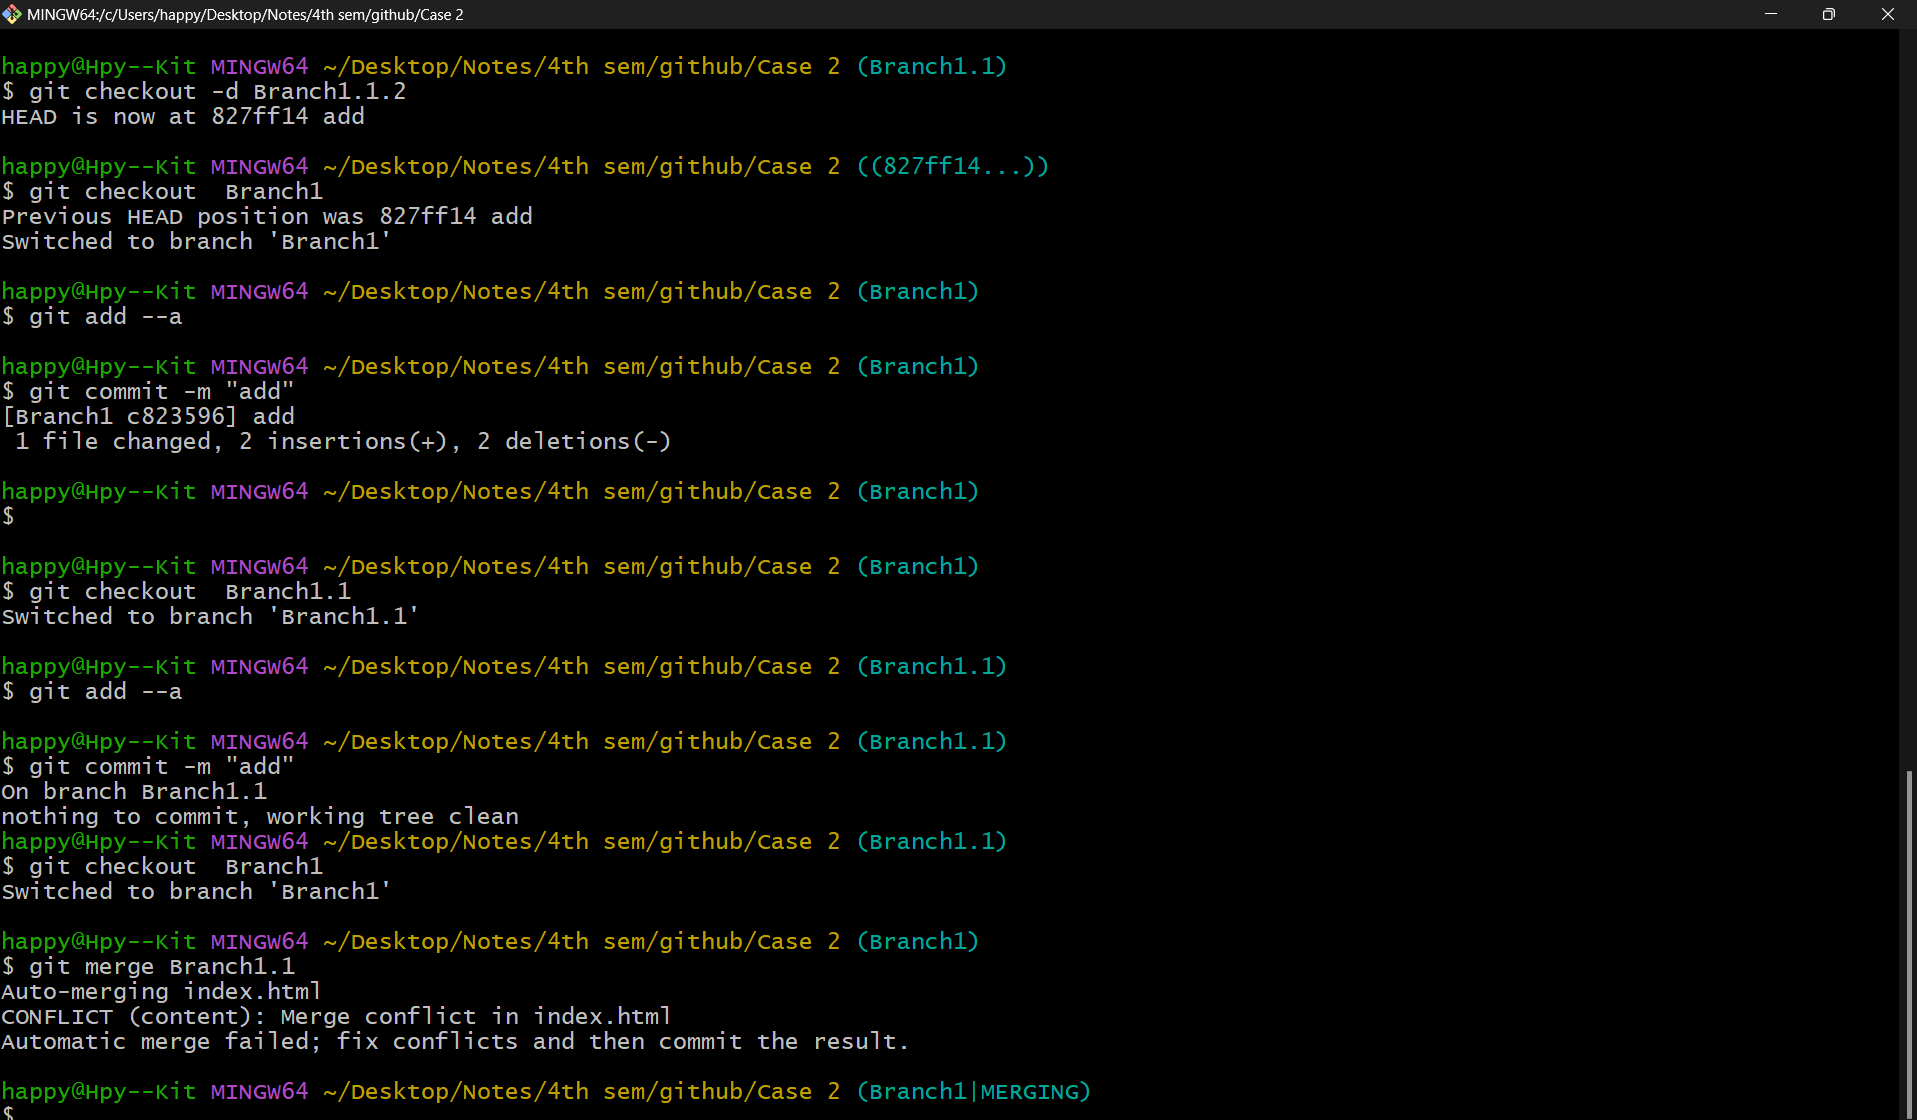 MINGW64:/c/Users/happy/Desktop/Notes/4th sem/github/Case 2
happy@Hpy--Kit MINGW64 ~/Desktop/Notes/4th sem/github/Case 2 (Branch1.1)
$ git checkout -d Branch1.1.2
HEAD is now at 827ff14 add
happy@Hpy--Kit MINGW64 ~/Desktop/Notes/4th sem/github/Case 2 ((827ff14...))
$ git checkout  Branch1
Previous HEAD position was 827ff14 add
Switched to branch 'Branch1'
happy@Hpy--Kit MINGW64 ~/Desktop/Notes/4th sem/github/Case 2 (Branch1)
$ git add --a
happy@Hpy--Kit MINGW64 ~/Desktop/Notes/4th sem/github/Case 2 (Branch1)
$ git commit -m "add"
[Branch1 c823596] add
 1 file changed, 2 insertions(+), 2 deletions(-)
happy@Hpy--Kit MINGW64 ~/Desktop/Notes/4th sem/github/Case 2 (Branch1)
$
happy@Hpy--Kit MINGW64 ~/Desktop/Notes/4th sem/github/Case 2 (Branch1)
$ git checkout  Branch1.1
Switched to branch 'Branch1.1'
happy@Hpy--Kit MINGW64 ~/Desktop/Notes/4th sem/github/Case 2 (Branch1.1)
$ git add --a
happy@Hpy--Kit MINGW64 ~/Desktop/Notes/4th sem/github/Case 2 (Branch1.1)
$ git commit -m "add"
On branch Branch1.1
nothing to commit, working tree clean
happy@Hpy--Kit MINGW64 ~/Desktop/Notes/4th sem/github/Case 2 (Branch1.1)
$ git checkout  Branch1
Switched to branch 'Branch1'
happy@Hpy--Kit MINGW64 ~/Desktop/Notes/4th sem/github/Case 2 (Branch1)
$ git merge Branch1.1
Auto-merging index.html
CONFLICT (content): Merge conflict in index.html
Automatic merge failed; fix conflicts and then commit the result.
happy@Hpy--Kit MINGW64 ~/Desktop/Notes/4th sem/github/Case 2 (Branch1|MERGING)
$